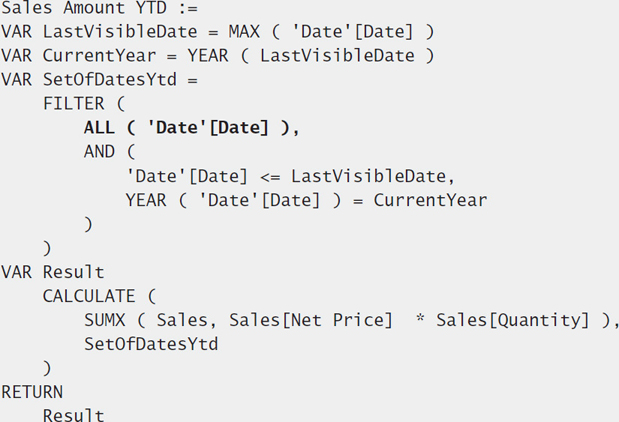 Sales Amount YTD :=
VAR LastVisibleDate = MAX ( 'Date'[Date] )
VAR CurrentYear = YEAR ( LastVisibleDate )
VAR SetOfDatesYtd =
    FILTER (
        ALL ( 'Date'[Date] ),
        AND (
            'Date'[Date] <= LastVisibleDate,
            YEAR ( 'Date'[Date] ) = CurrentYear
        )
    )
VAR Result
    CALCULATE (
        SUMX ( Sales, Sales[Net Price]  * Sales[Quantity] ),
        SetOfDatesYtd
    )
RETURN
    Result